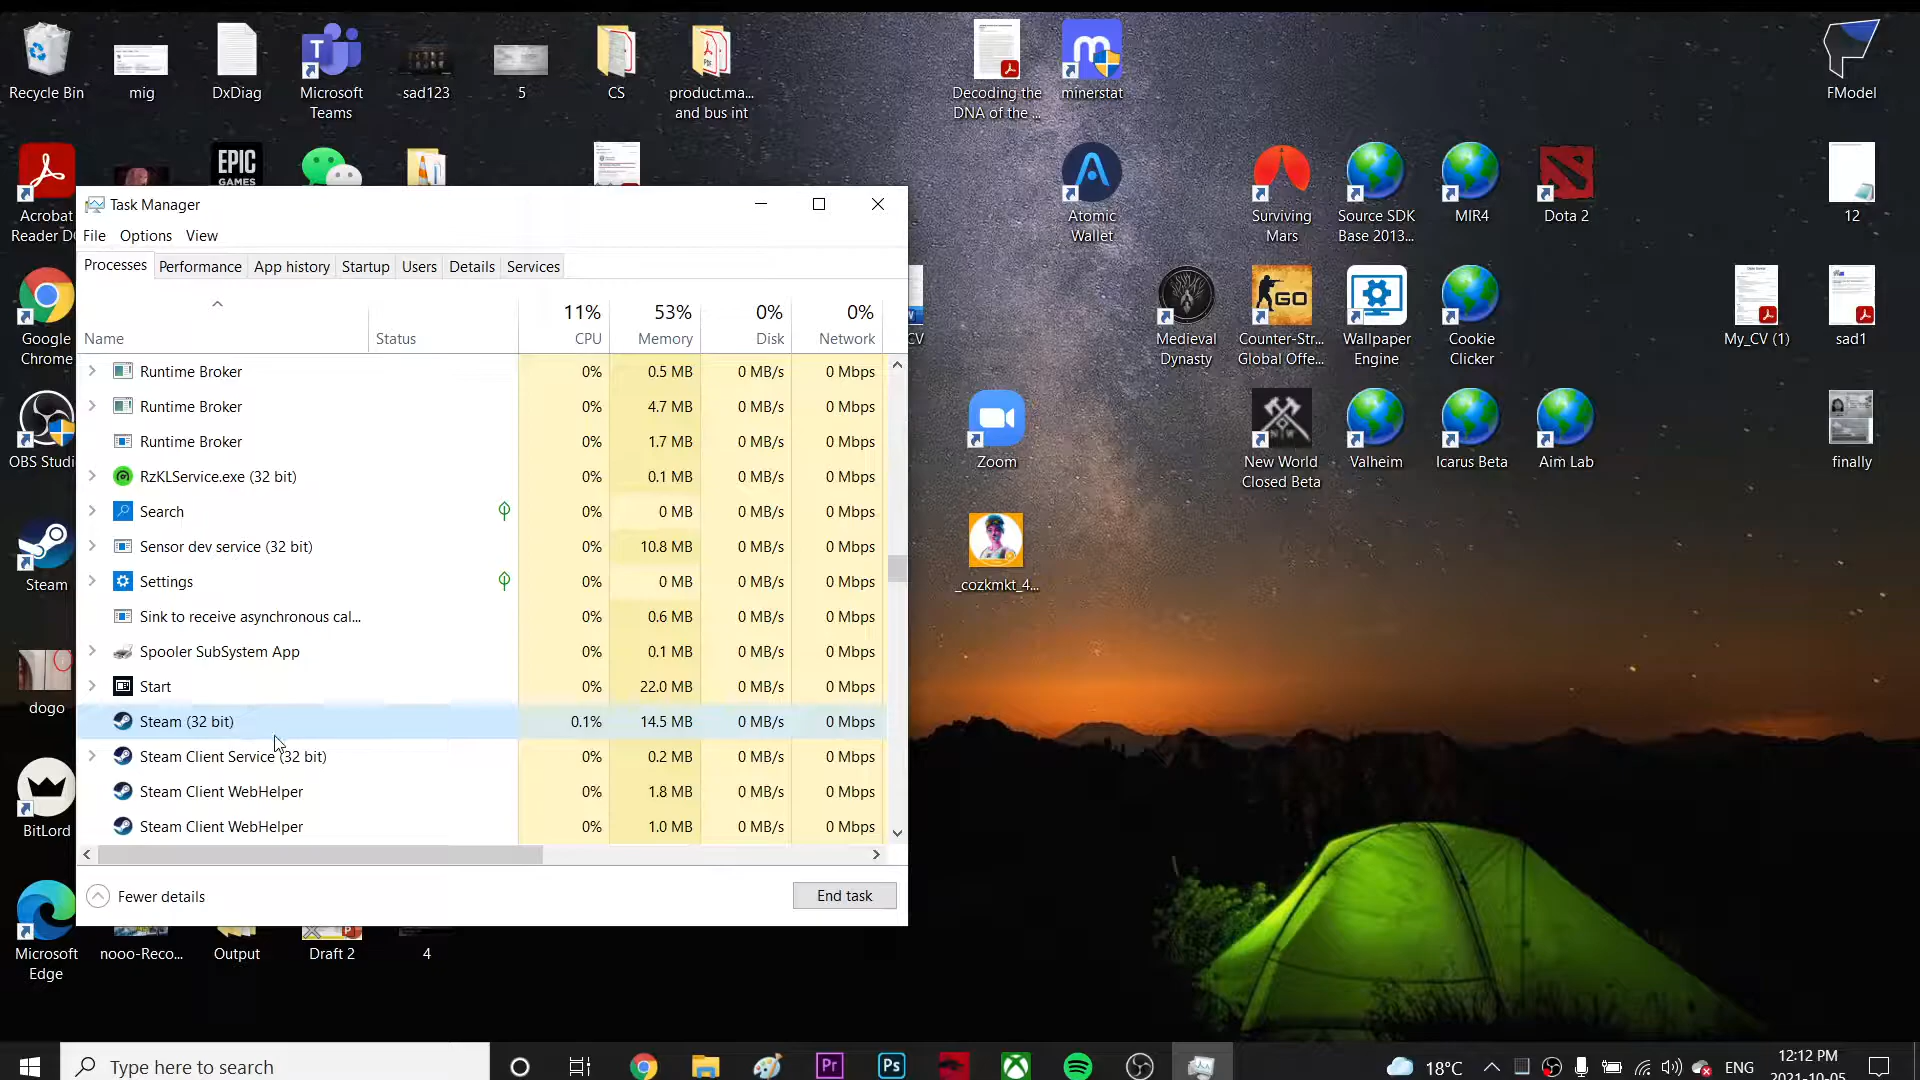 Recycle Bin
mig
DxDiag
Microsoft
Teams
sad123
5
CS
product.ma...
and bus int
Decoding the
DNA of the ...
minerstat
FModel
EPIC
GAMES
Acrobat
Reader D
Atomic
Wallet
Surviving
Mars
Source SDK
Base 2013...
MIR4
Dota 2
12
Task Manager
File Options View
Processes Performance App history Startup Users Details Services
11% 53% 0% 0%
Name Status CPU Memory Disk Network
Runtime Broker 0% 0.5 MB 0 MB/s 0 Mbps
Runtime Broker 0% 4.7 MB 0 MB/s 0 Mbps
Runtime Broker 0% 1.7 MB 0 MB/s 0 Mbps
RzKLService.exe (32 bit) 0% 0.1 MB 0 MB/s 0 Mbps
Search 0% 0 MB 0 MB/s 0 Mbps
Sensor dev service (32 bit) 0% 10.8 MB 0 MB/s 0 Mbps
Settings 0% 0 MB 0 MB/s 0 Mbps
Sink to receive asynchronous cal... 0% 0.6 MB 0 MB/s 0 Mbps
Spooler SubSystem App 0% 0.1 MB 0 MB/s 0 Mbps
Start 0% 22.0 MB 0 MB/s 0 Mbps
Steam (32 bit) 0.1% 14.5 MB 0 MB/s 0 Mbps
Steam Client Service (32 bit) 0% 0.2 MB 0 MB/s 0 Mbps
Steam Client WebHelper 0% 1.8 MB 0 MB/s 0 Mbps
Steam Client WebHelper 0% 1.0 MB 0 MB/s 0 Mbps
Fewer details
End task
Google
Chrome
CV
Medieval
Dynasty
GO
Counter-Str...
Global Offe...
Wallpaper
Engine
Cookie
Clicker
My_CV (1)
sad1
OBS Studi
Zoom
New World
Closed Beta
Valheim
Icarus Beta
Aim Lab
finally
Steam
_cozkmkt_4...
dogo
BitLord
Microsoft
Edge
nooo-Reco...
Output
Draft 2
4
Type here to search
Pr
Ps
18°C
ENG
12:12 PM
2021-10-05